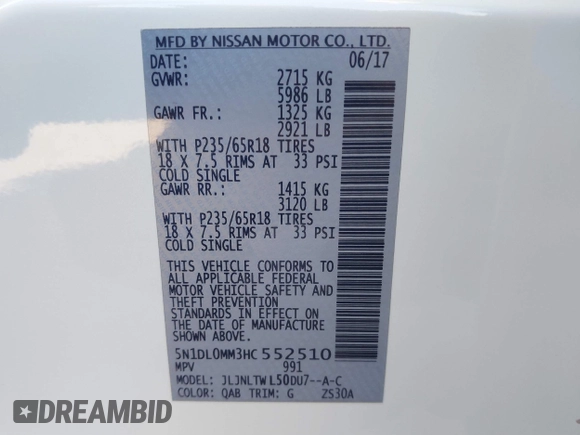 MFD BY NISSAN MOTOR CO., LTD.
DATE: 06/17
GVWR: 2715 KG
5986 LB
GAWR FR.: 1325 KG
2921 LB
WITH P235/65R18 TIRES
18 X 7.5 RIMS AT 33 PSI
COLD SINGLE
GAWR RR.: 1415 KG
3120 LB
WITH P235/65R18 TIRES
18 X 7.5 RIMS AT 33 PSI
COLD SINGLE
THIS VEHICLE CONFORMS TO
ALL APPLICABLE FEDERAL
MOTOR VEHICLE SAFETY AND
THEFT PREVENTION
STANDARDS IN EFFECT ON
THE DATE OF MANUFACTURE
SHOWN ABOVE.
5N1DL0MM3HC552510
MPV 991
MODEL: JLJNLTWL50DU7--A-C
COLOR: QAB TRIM: G ZS30A
AUTO AUCTION HISTORY